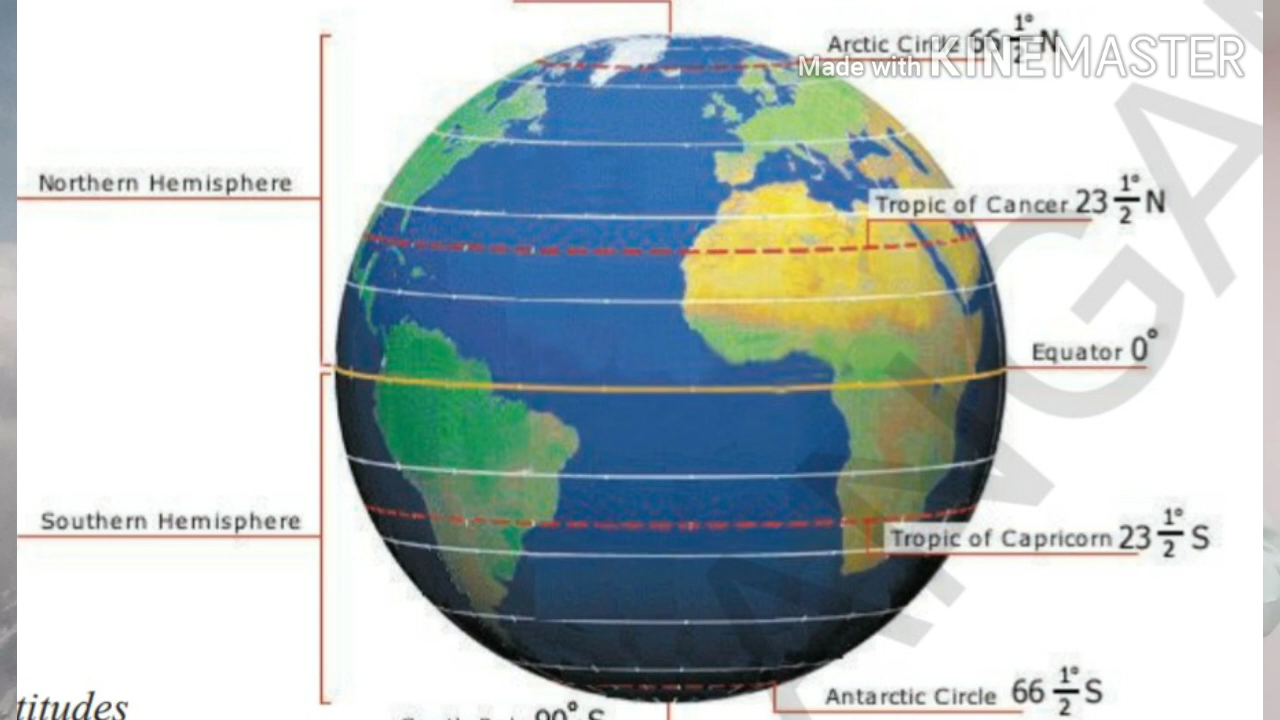 Arctic Circle 66 1/2° N
Made with KINEMASTER
Northern Hemisphere
Tropic of Cancer 23 1/2° N
Equator 0°
Southern Hemisphere
Tropic of Capricorn 23 1/2° S
Antarctic Circle 66 1/2° S
titudes
90° S